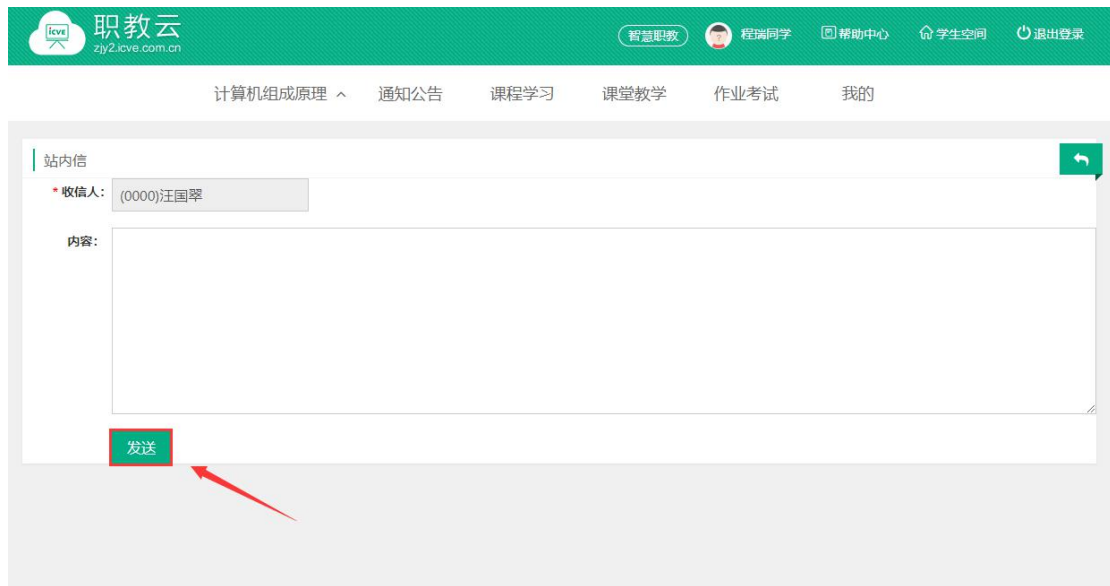 icve 职教云
zjy2.icve.com.cn
智慧职教 程瑞同学 帮助中心 学生空间 退出登录
计算机组成原理 通知公告 课程学习 课堂教学 作业考试 我的
站内信
*收信人: (0000)汪国翠
内容:
发送